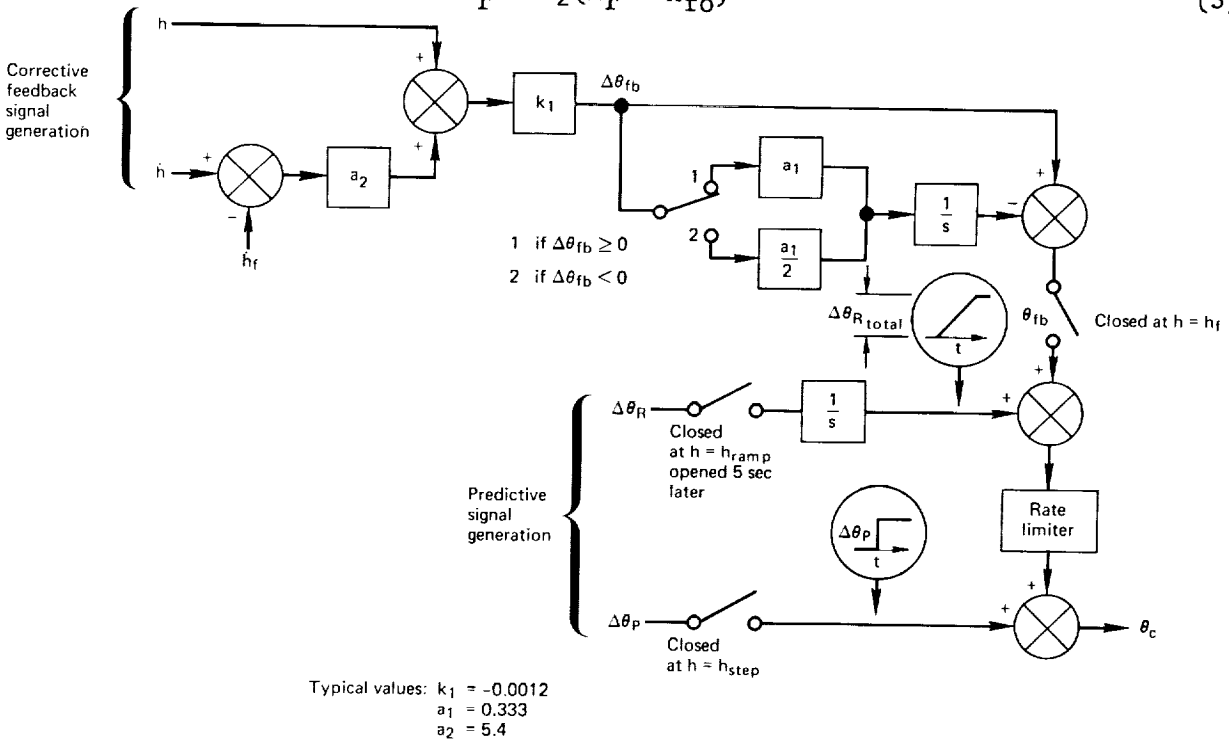 h
Corrective
feedback
signal
generation
ḣ
+
−
ḣf
a2
+
+
k1
Δθfb
1
2
1 if Δθfb ≥ 0
2 if Δθfb < 0
a1
a1/2
1/s
+
−
θfb
Closed at h = hf
ΔθRtotal
t
Predictive
signal
generation
ΔθR
Closed
at h = hramp
opened 5 sec
later
1/s
+
+
Rate
limiter
ΔθP
t
ΔθP
Closed
at h = hstep
+
+
θc
Typical values: k1 = -0.0012
a1 = 0.333
a2 = 5.4